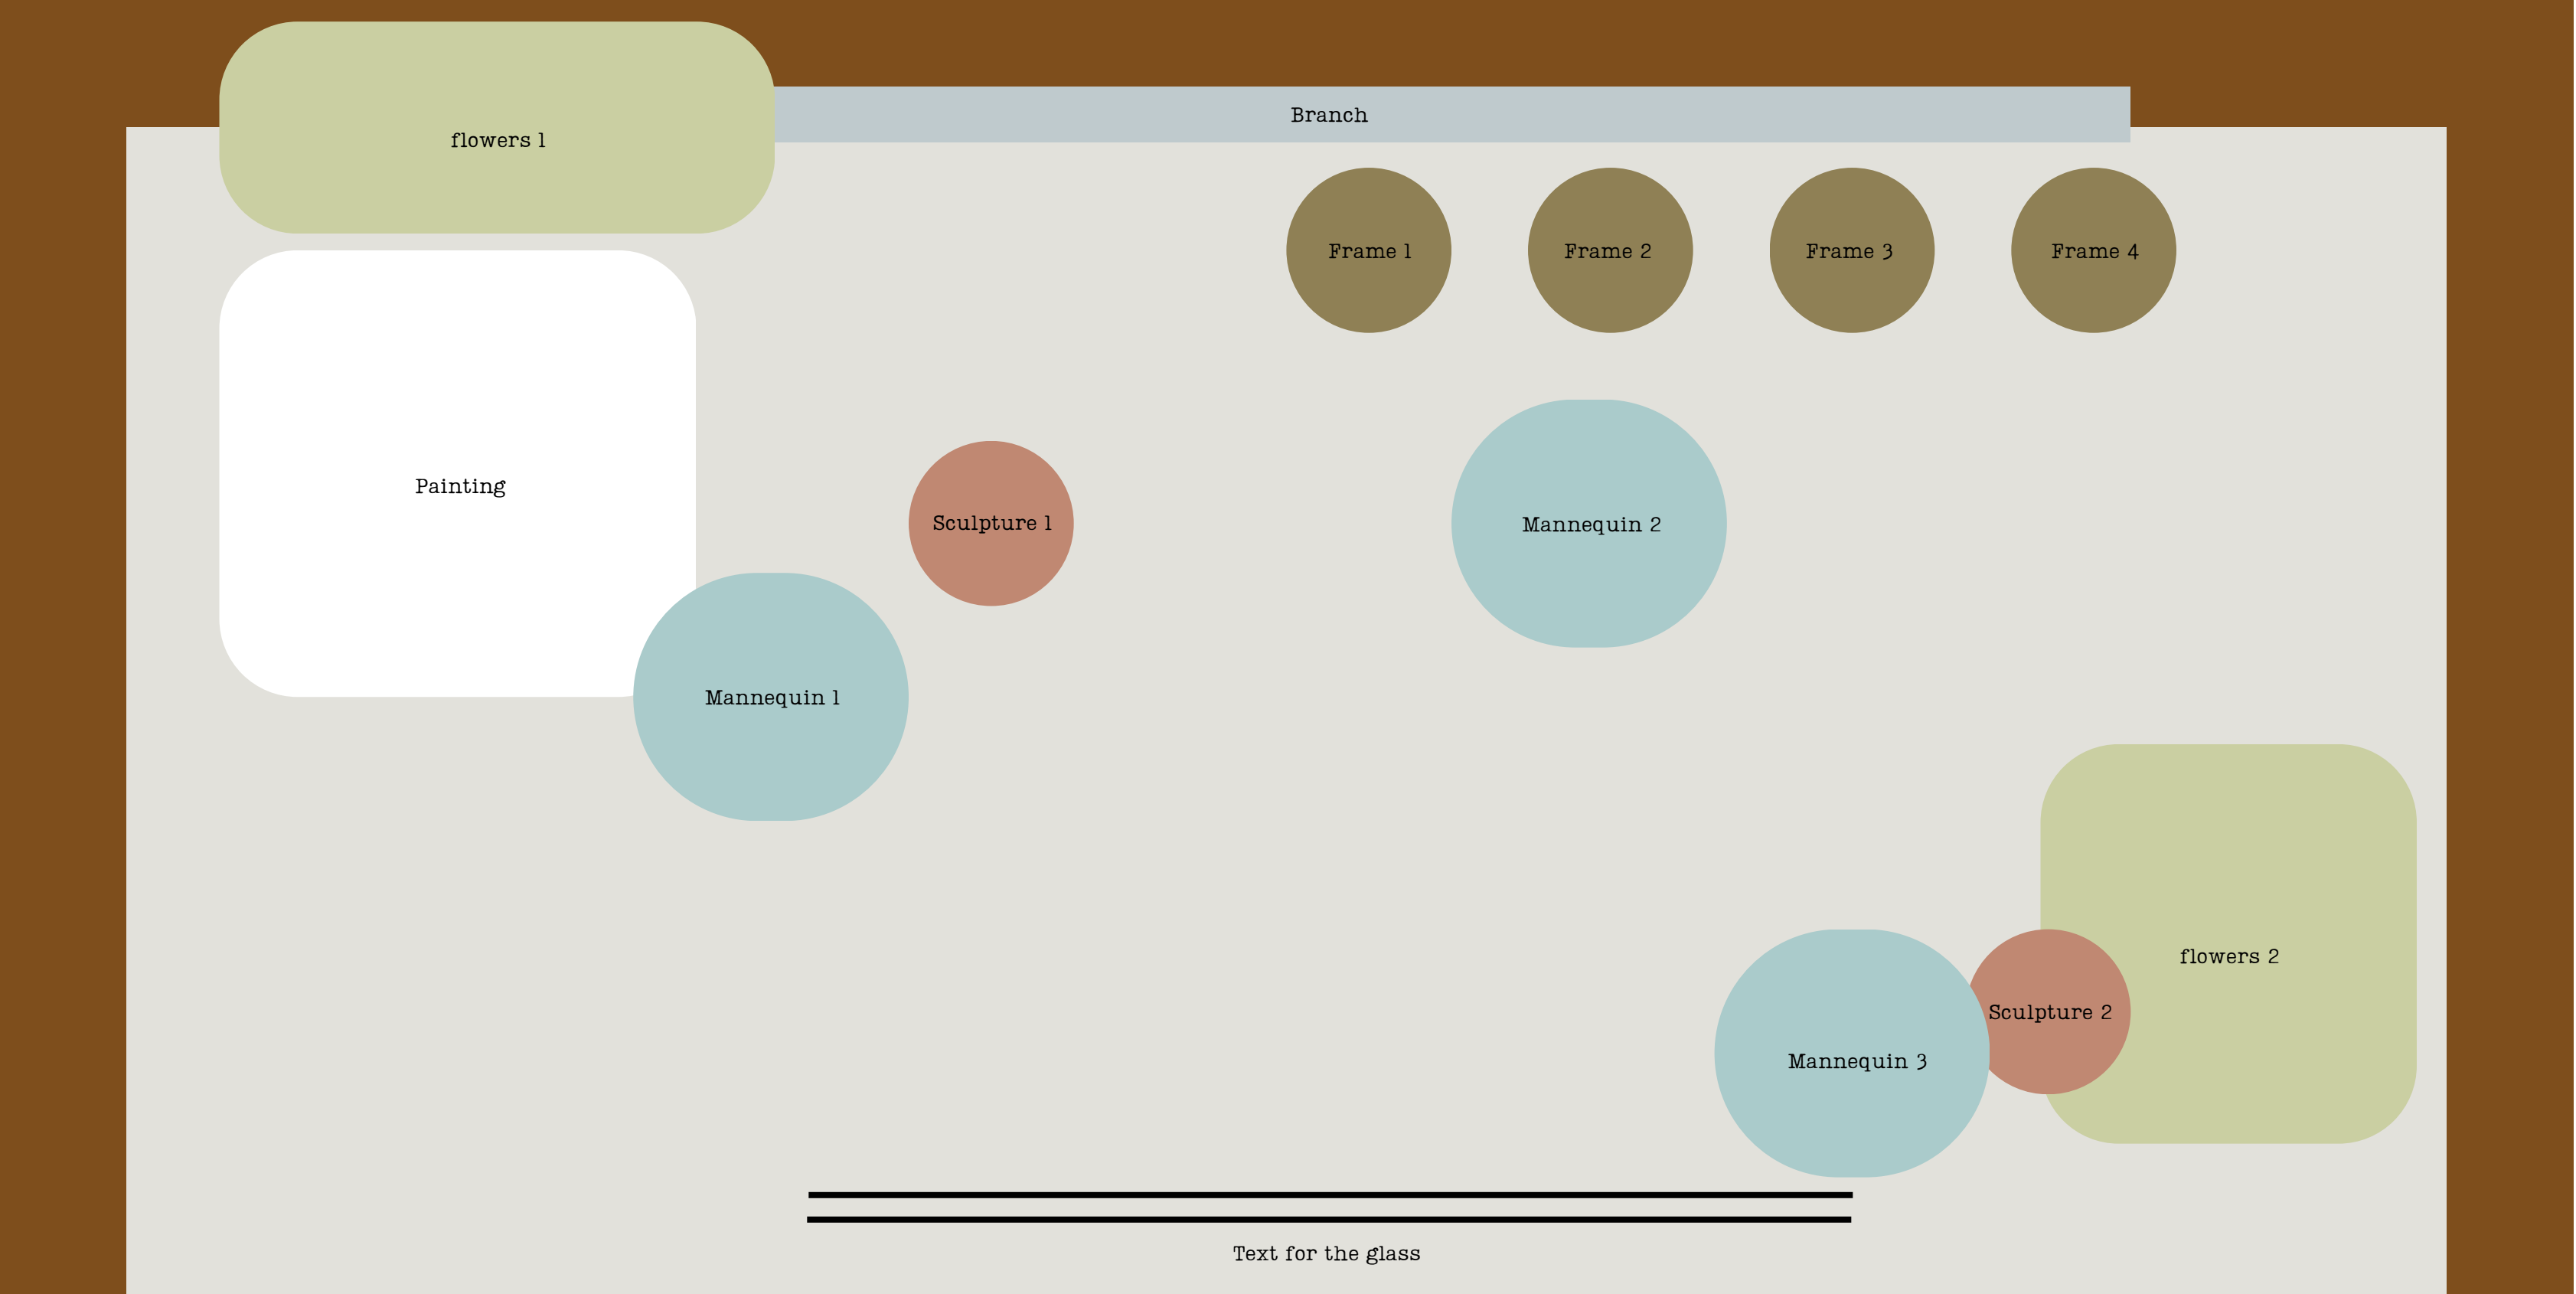 Branch
flowers 1
Frame 1
Frame 2
Frame 3
Frame 4
Painting
Sculpture 1
Mannequin 2
Mannequin 1
flowers 2
Sculpture 2
Mannequin 3
Text for the glass